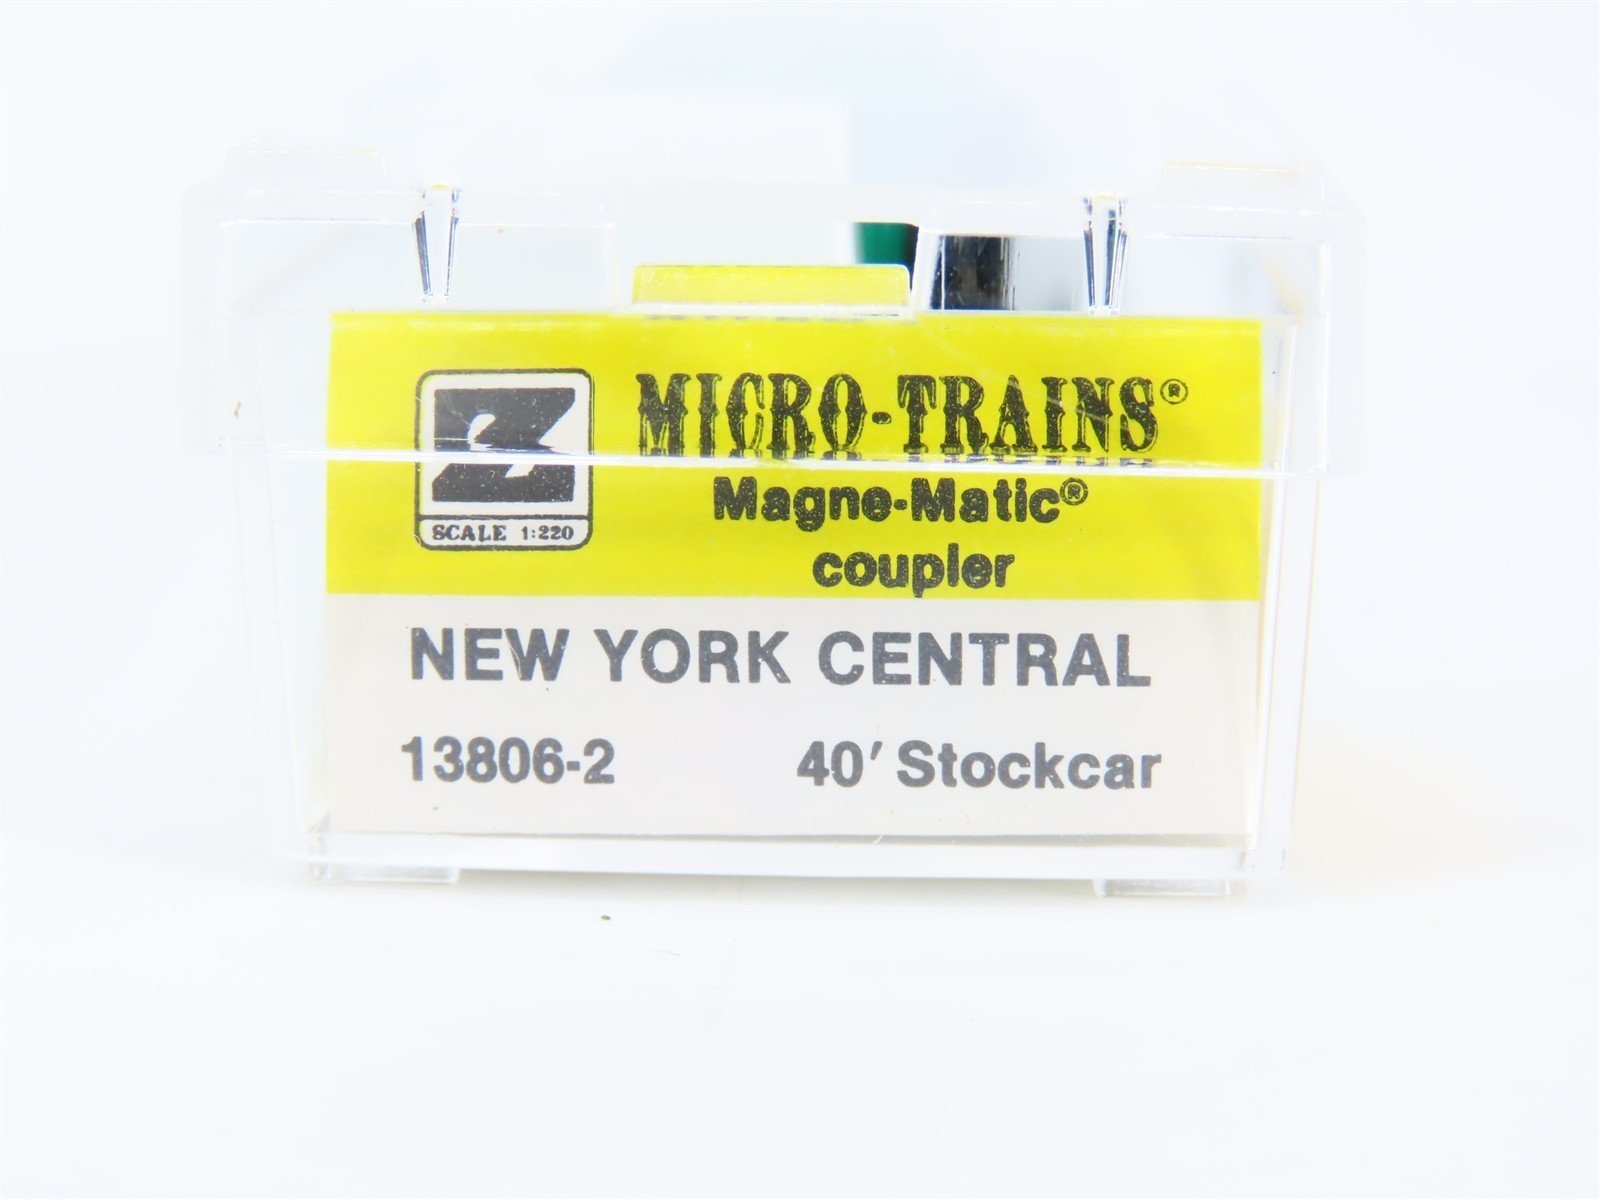 Z
SCALE 1:220
MICRO-TRAINS®
Magne-Matic®
coupler
NEW YORK CENTRAL
13806-2 40' Stockcar